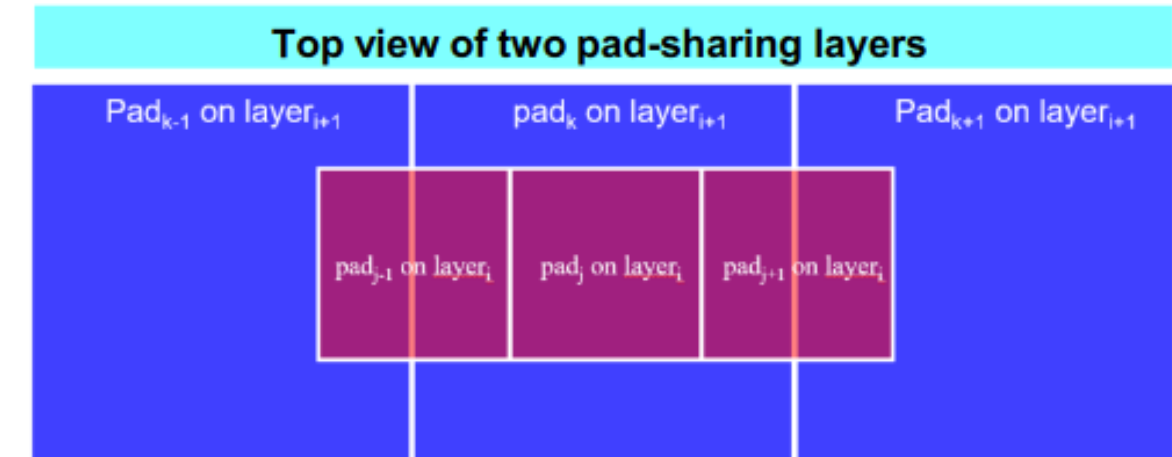 Top view of two pad-sharing layers
Padₖ₋₁ on layerᵢ₊₁ padₖ on layerᵢ₊₁ Padₖ₊₁ on layerᵢ₊₁
padⱼ₋₁ on layerᵢ padⱼ on layerᵢ padⱼ₊₁ on layerᵢ